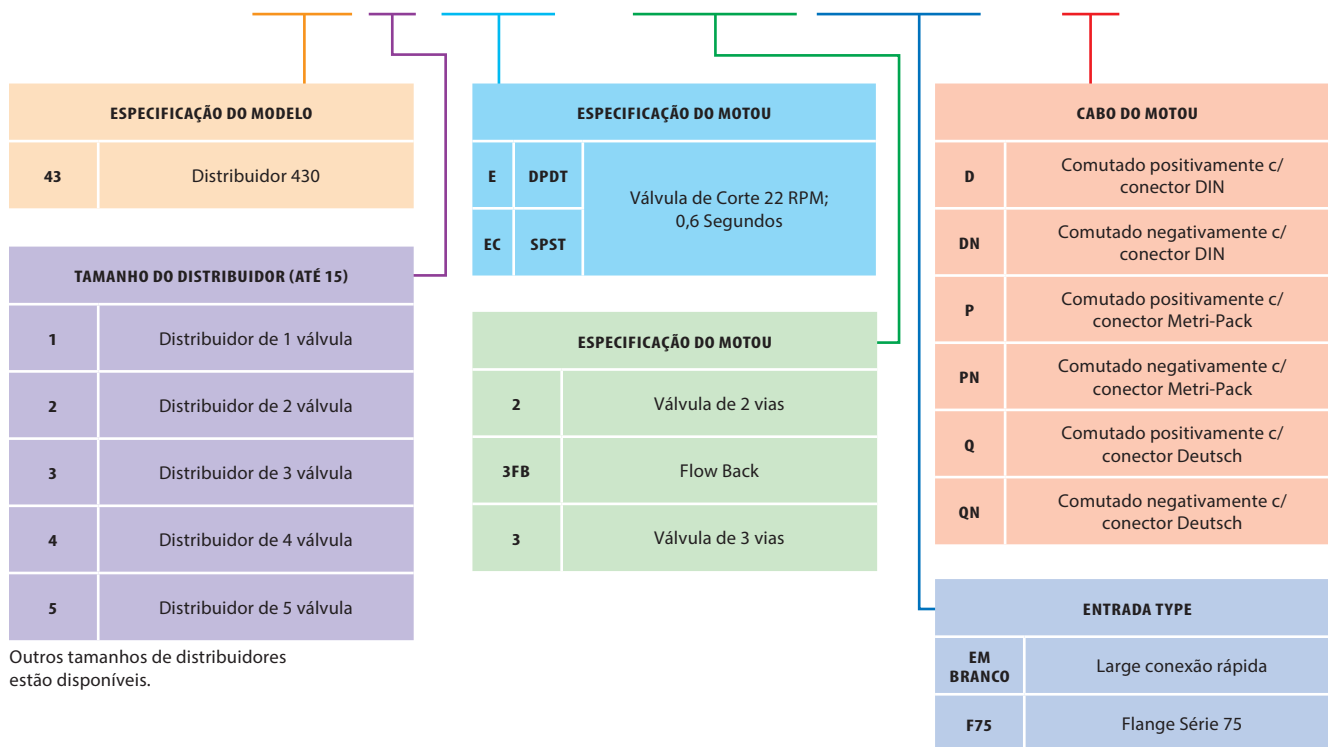 ESPECIFICAÇÃO DO MODELO
43 Distribuidor 430
TAMANHO DO DISTRIBUIDOR (ATÉ 15)
1 Distribuidor de 1 válvula
2 Distribuidor de 2 válvula
3 Distribuidor de 3 válvula
4 Distribuidor de 4 válvula
5 Distribuidor de 5 válvula
Outros tamanhos de distribuidores
estão disponíveis.
ESPECIFICAÇÃO DO MOTOU
E DPDT
EC SPST
Válvula de Corte 22 RPM;
0,6 Segundos
ESPECIFICAÇÃO DO MOTOU
2 Válvula de 2 vias
3FB Flow Back
3 Válvula de 3 vias
CABO DO MOTOU
D Comutado positivamente c/
conector DIN
DN Comutado negativamente c/
conector DIN
P Comutado positivamente c/
conector Metri-Pack
PN Comutado negativamente c/
conector Metri-Pack
Q Comutado positivamente c/
conector Deutsch
QN Comutado negativamente c/
conector Deutsch
ENTRADA TYPE
EM
BRANCO Large conexão rápida
F75 Flange Série 75